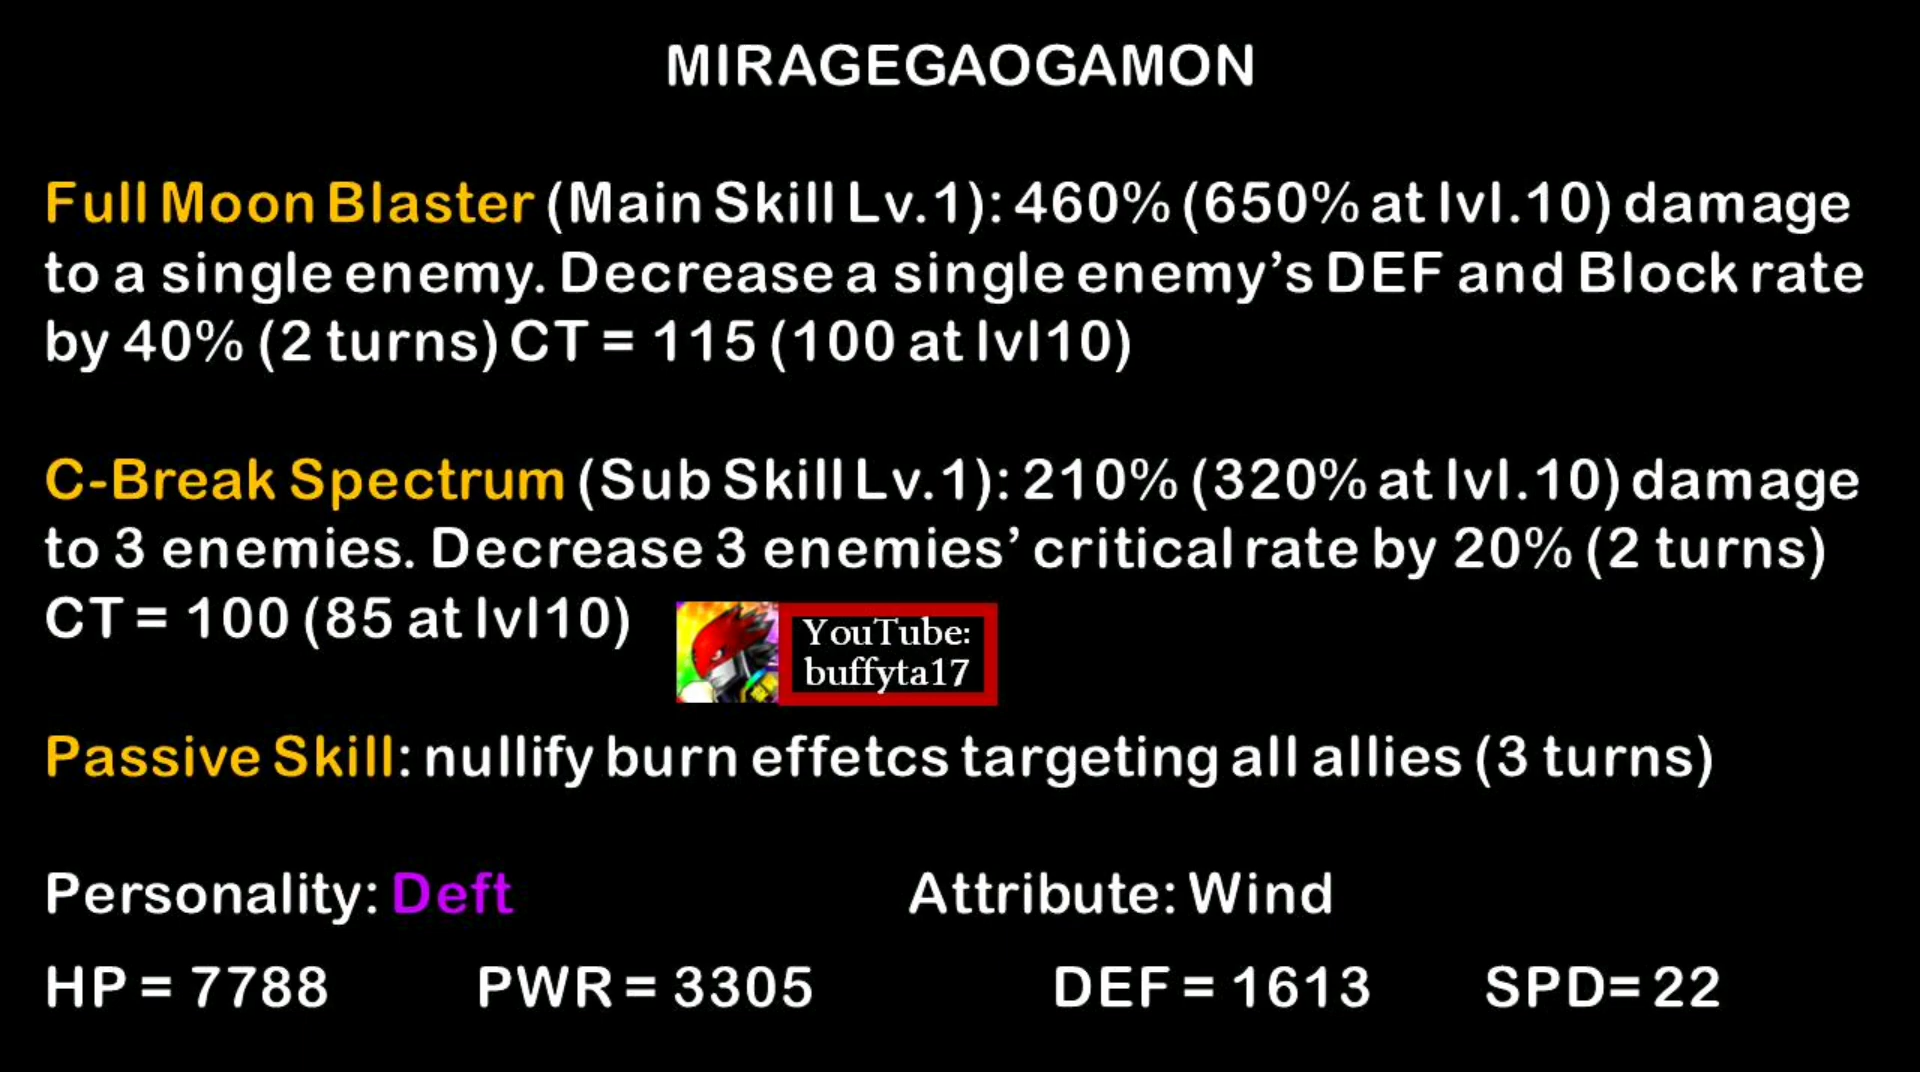 MIRAGEGAOGAMON
Full Moon Blaster (Main Skill Lv.1): 460% (650% at lvl.10) damage
to a single enemy. Decrease a single enemy's DEF and Block rate
by 40% (2 turns) CT = 115 (100 at lvl10)
C-Break Spectrum (Sub Skill Lv.1): 210% (320% at lvl.10) damage
to 3 enemies. Decrease 3 enemies' critical rate by 20% (2 turns)
CT = 100 (85 at lvl10)
YouTube:
buffyta17
Passive Skill: nullify burn effetcs targeting all allies (3 turns)
Personality: Deft Attribute: Wind
HP = 7788 PWR = 3305 DEF = 1613 SPD= 22